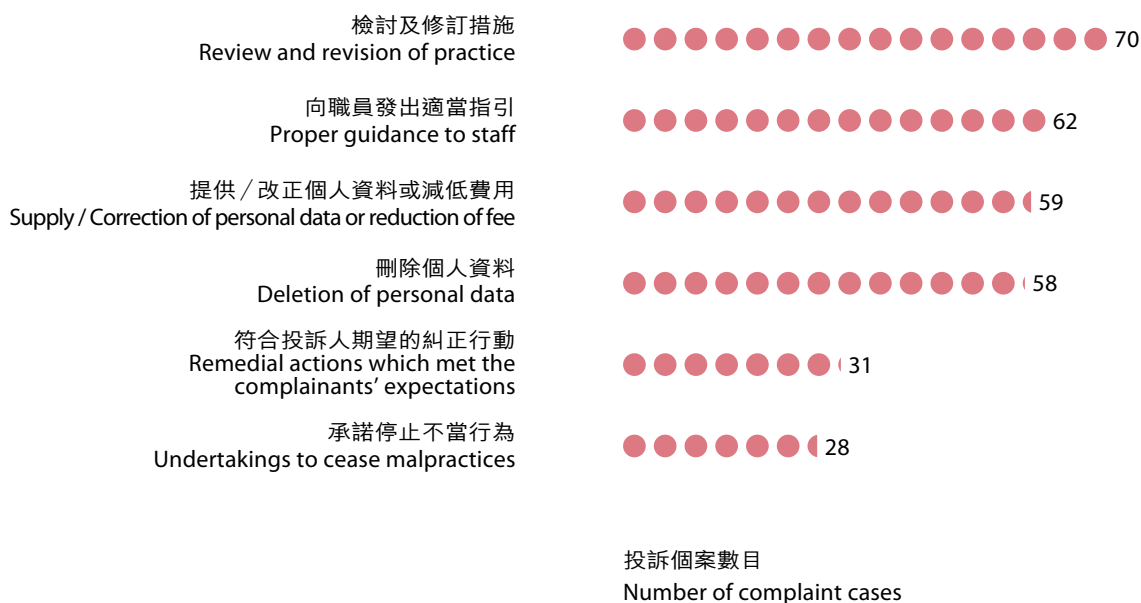 檢討及修訂措施
Review and revision of practice
70
向職員發出適當指引
Proper guidance to staff
62
提供／改正個人資料或減低費用
Supply / Correction of personal data or reduction of fee
59
刪除個人資料
Deletion of personal data
58
符合投訴人期望的糾正行動
Remedial actions which met the
complainants’ expectations
31
承諾停止不當行為
Undertakings to cease malpractices
28
投訴個案數目
Number of complaint cases